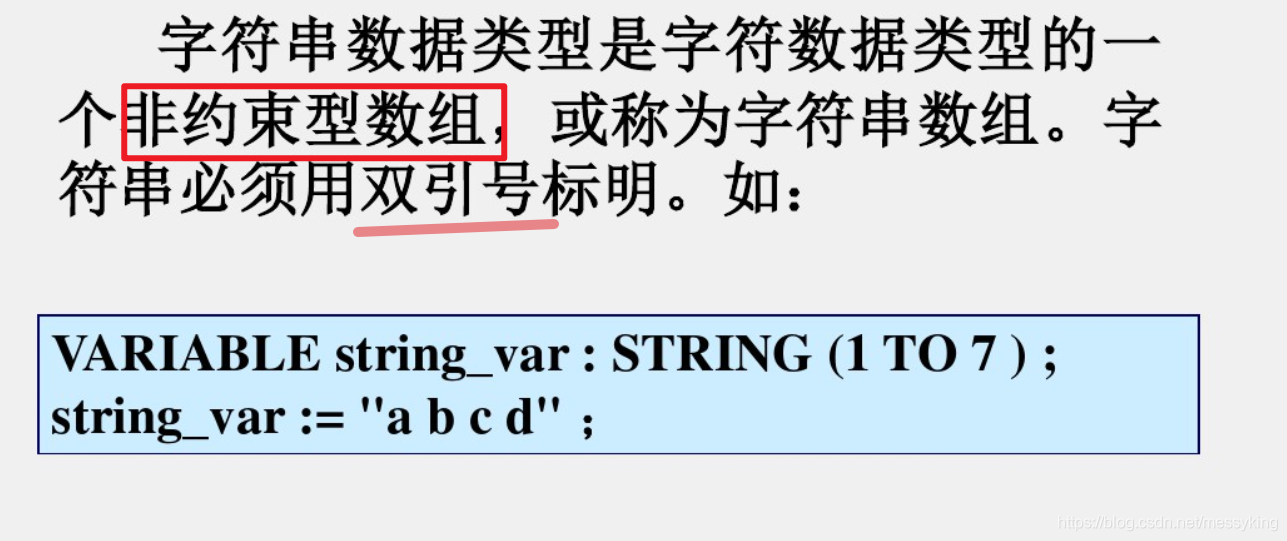 字符串数据类型是字符数据类型的一
个非约束型数组，或称为字符串数组。字
符串必须用双引号标明。如：
VARIABLE string_var : STRING (1 TO 7 ) ;
string_var := "a b c d" ；
https://blog.csdn.net/messyking